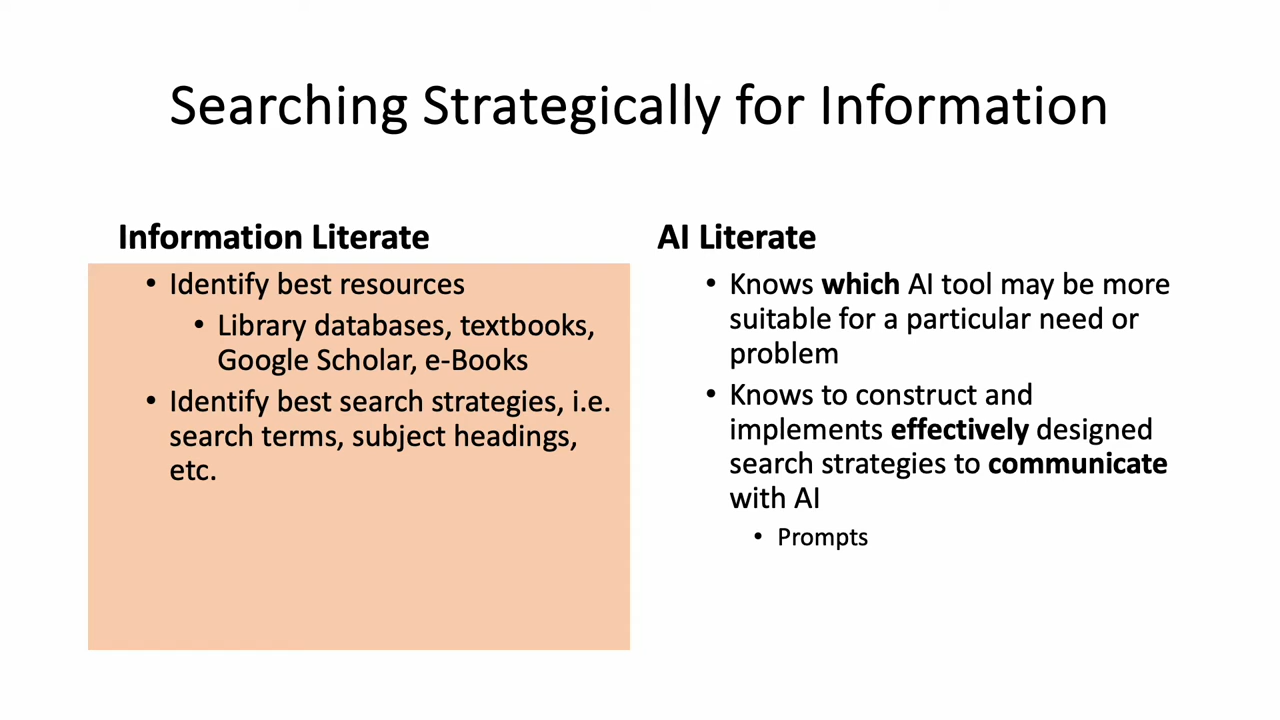 Searching Strategically for Information
Information Literate
• Identify best resources
• Library databases, textbooks,
Google Scholar, e-Books
• Identify best search strategies, i.e.
search terms, subject headings,
etc.
AI Literate
• Knows which AI tool may be more
suitable for a particular need or
problem
• Knows to construct and
implements effectively designed
search strategies to communicate
with AI
• Prompts